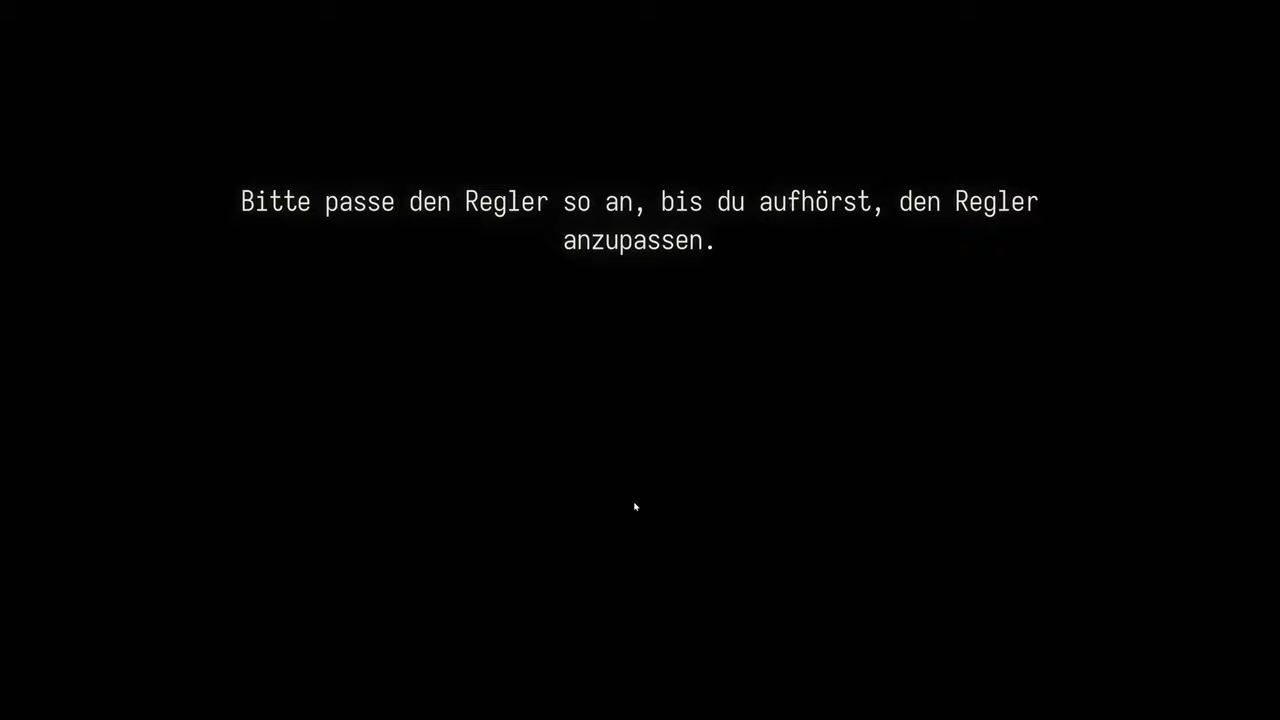 Bitte passe den Regler so an, bis du aufhörst, den Regler
anzupassen.